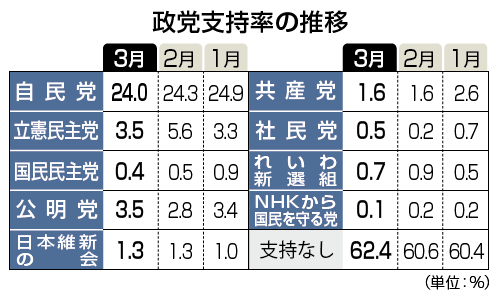 政党支持率の推移
3月 2月 1月 3月 2月 1月
自民党 24.0 24.3 24.9 共産党 1.6 1.6 2.6
立憲民主党 3.5 5.6 3.3 社民党 0.5 0.2 0.7
国民民主党 0.4 0.5 0.9 れいわ
新選組 0.7 0.9 0.5
公明党 3.5 2.8 3.4 NHKから
国民を守る党 0.1 0.2 0.2
日本維新
の会 1.3 1.3 1.0 支持なし 62.4 60.6 60.4
(単位:%)